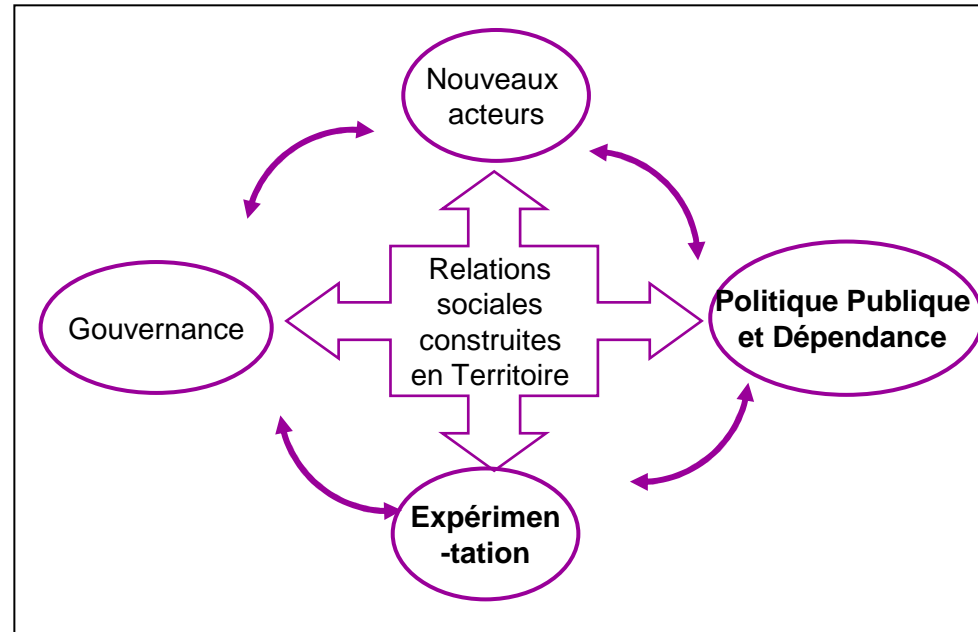 Nouveaux
acteurs
Gouvernance
Relations
sociales
construites
en Territoire
Politique Publique
et Dépendance
Expérimen
-tation